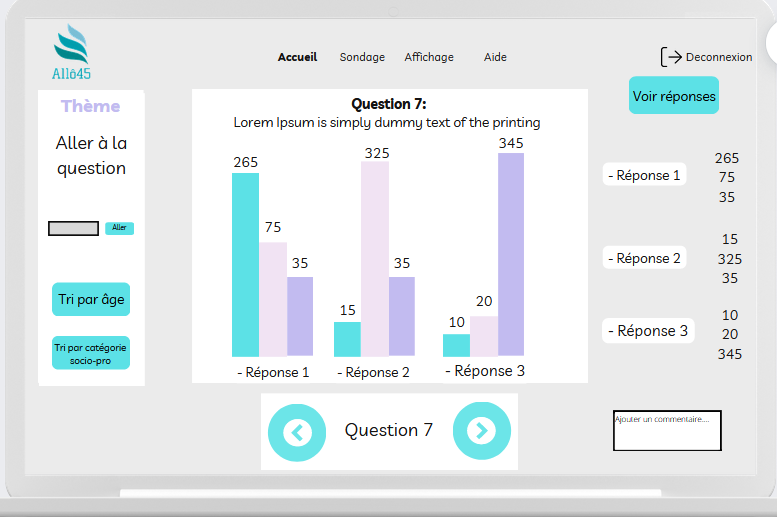 Allô45
Accueil Sondage Affichage Aide
Deconnexion
Thème
Aller à la
question
Aller
Tri par âge
Tri par catégorie
socio-pro
Question 7:
Lorem Ipsum is simply dummy text of the printing
265
75
35
15
325
35
10
20
345
- Réponse 1
- Réponse 2
- Réponse 3
Question 7
Voir réponses
- Réponse 1
265
75
35
- Réponse 2
15
325
35
- Réponse 3
10
20
345
Ajouter un commentaire....